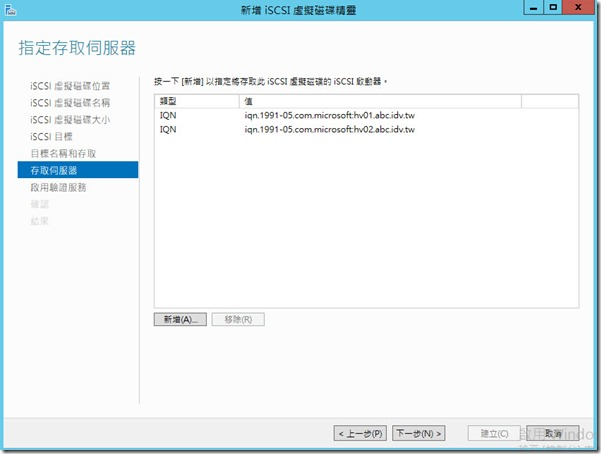 新增 iSCSI 虛擬磁碟精靈
指定存取伺服器
iSCSI 虛擬磁碟位置
iSCSI 虛擬磁碟名稱
iSCSI 虛擬磁碟大小
iSCSI 目標
目標名稱和存取
存取伺服器
啟用驗證服務
確認
結果
按一下 [新增] 以指定將存取此 iSCSI 虛擬磁碟的 iSCSI 啟動器。
類型 值
IQN iqn.1991-05.com.microsoft:hv01.abc.idv.tw
IQN iqn.1991-05.com.microsoft:hv02.abc.idv.tw
新增(A)... 移除(R)
< 上一步(P) 下一步(N) > 建立(C) 取消